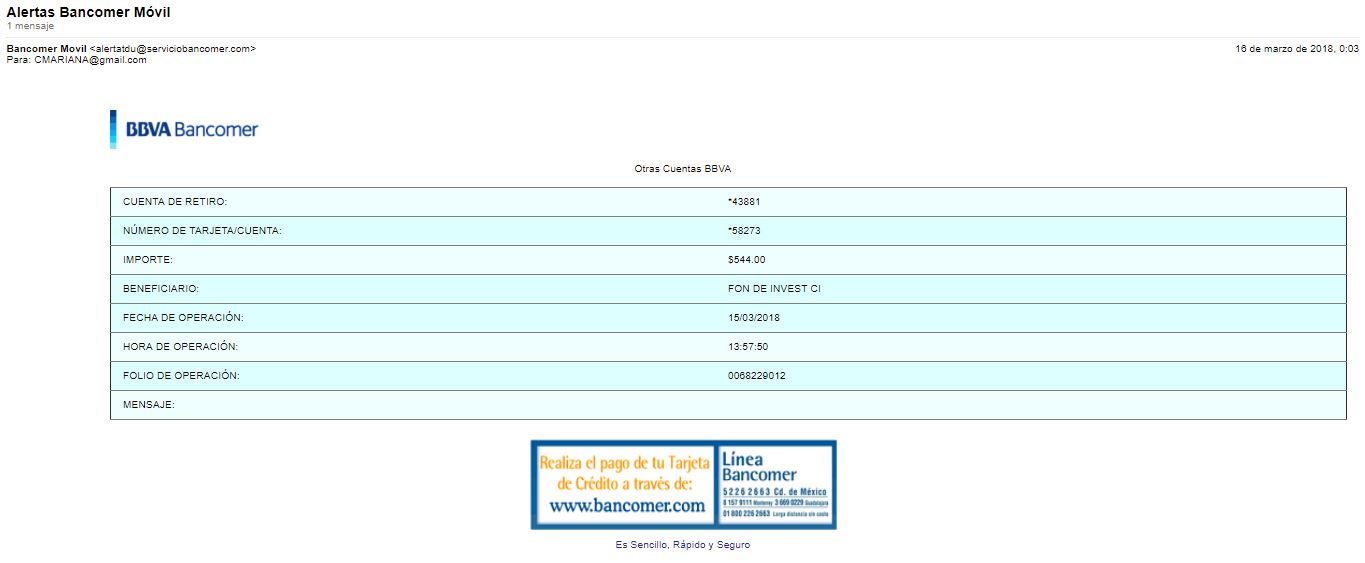 Alertas Bancomer Móvil
1 mensaje
Bancomer Movil <alertatdu@serviciobancomer.com> 16 de marzo de 2018, 0:03
Para: CMARIANA@gmail.com
BBVA Bancomer
Otras Cuentas BBVA
CUENTA DE RETIRO: *43881
NÚMERO DE TARJETA/CUENTA: *58273
IMPORTE: $544.00
BENEFICIARIO: FON DE INVEST CI
FECHA DE OPERACIÓN: 15/03/2018
HORA DE OPERACIÓN: 13:57:50
FOLIO DE OPERACIÓN: 0068229012
MENSAJE:
Realiza el pago de tu Tarjeta
de Crédito a través de:
www.bancomer.com
Línea
Bancomer
5226 2663 Cd. de México
8 157 9111 Monterrey 3 669 0229 Guadalajara
01 800 226 2663 Larga distancia sin costo
Es Sencillo, Rápido y Seguro